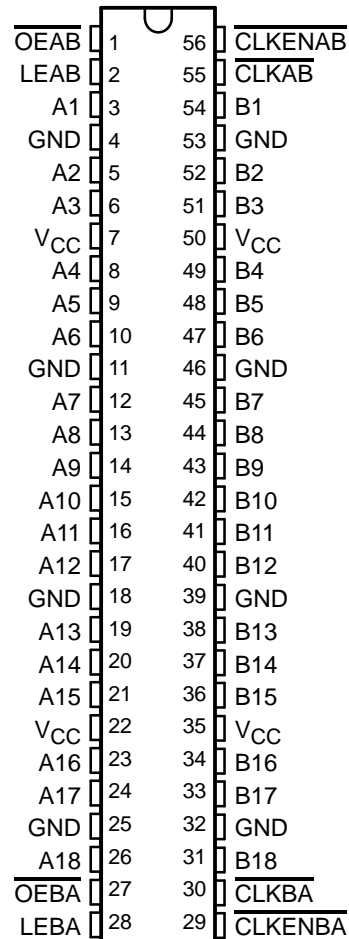 OEAB 1 56 CLKENAB
LEAB 2 55 CLKAB
A1 3 54 B1
GND 4 53 GND
A2 5 52 B2
A3 6 51 B3
VCC 7 50 VCC
A4 8 49 B4
A5 9 48 B5
A6 10 47 B6
GND 11 46 GND
A7 12 45 B7
A8 13 44 B8
A9 14 43 B9
A10 15 42 B10
A11 16 41 B11
A12 17 40 B12
GND 18 39 GND
A13 19 38 B13
A14 20 37 B14
A15 21 36 B15
VCC 22 35 VCC
A16 23 34 B16
A17 24 33 B17
GND 25 32 GND
A18 26 31 B18
OEBA 27 30 CLKBA
LEBA 28 29 CLKENBA